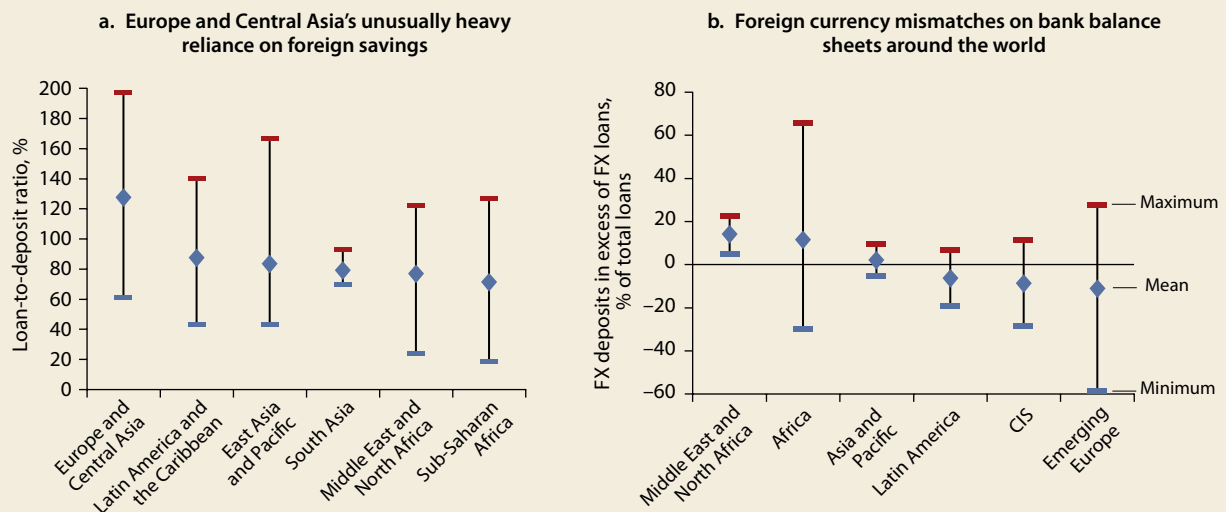 a. Europe and Central Asia's unusually heavy
reliance on foreign savings
Loan-to-deposit ratio, %
200
180
160
140
120
100
80
60
40
20
0
Europe and
Central Asia
Latin America and
the Caribbean
East Asia
and Pacific
South Asia
Middle East and
North Africa
Sub-Saharan
Africa
b. Foreign currency mismatches on bank balance
sheets around the world
FX deposits in excess of FX loans,
% of total loans
80
60
40
20
0
–20
–40
–60
Maximum
Mean
Minimum
Middle East and
North Africa
Africa
Asia and
Pacific
Latin America
CIS
Emerging
Europe